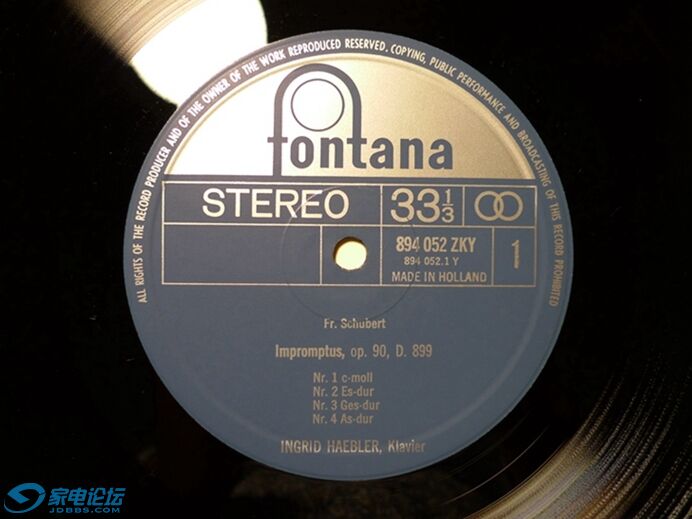 ALL RIGHTS OF THE RECORD PRODUCER AND OF THE OWNER OF THE WORK REPRODUCED RESERVED. COPYING, PUBLIC PERFORMANCE AND BROADCASTING OF THIS RECORD PROHIBITED
fontana
STEREO 33 1/3
894 052 ZKY
894 052.1 Y
MADE IN HOLLAND
1
Fr. Schubert
Impromptus, op. 90, D. 899
Nr. 1 c-moll
Nr. 2 Es-dur
Nr. 3 Ges-dur
Nr. 4 As-dur
INGRID HAEBLER, Klavier
家电论坛
JDBBS.COM